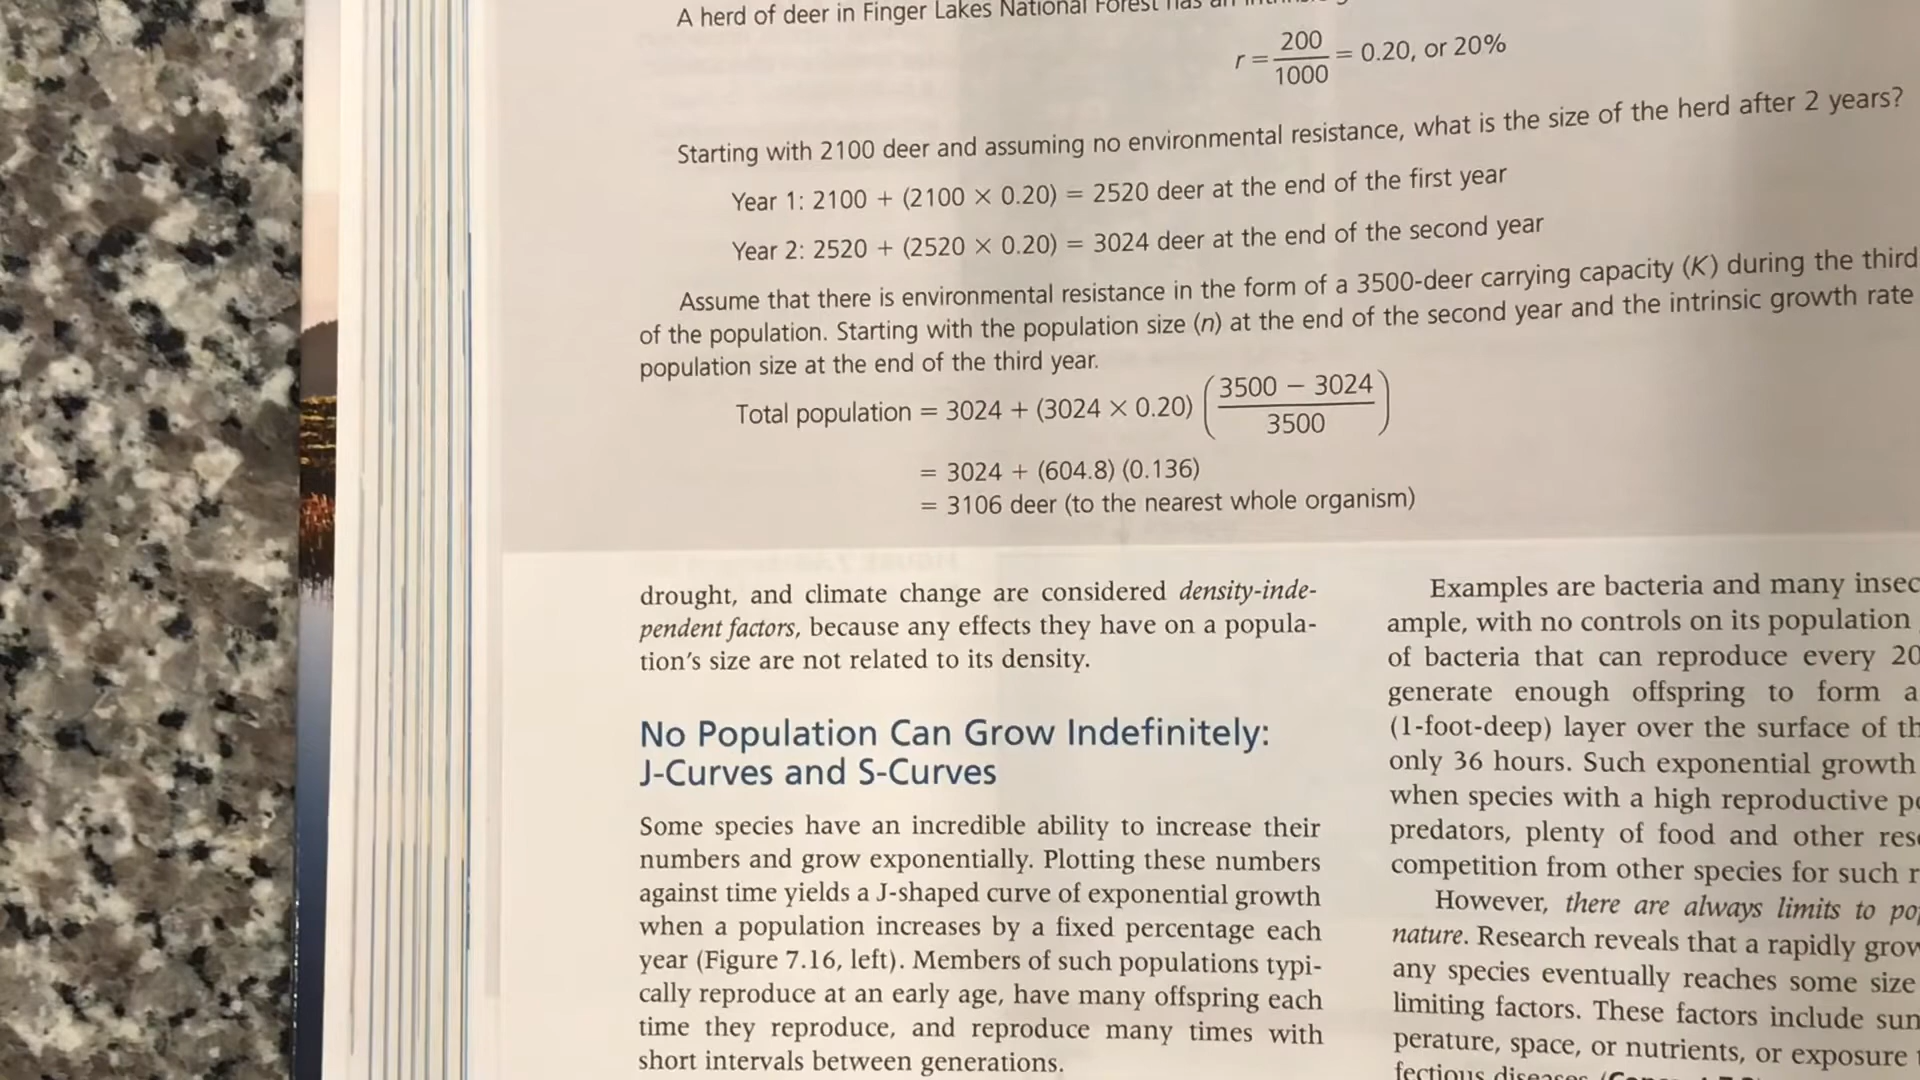 A herd of deer in Finger Lakes National Forest has an
r = 200/1000 = 0.20, or 20%
Starting with 2100 deer and assuming no environmental resistance, what is the size of the herd after 2 years?
Year 1: 2100 + (2100 × 0.20) = 2520 deer at the end of the first year
Year 2: 2520 + (2520 × 0.20) = 3024 deer at the end of the second year
Assume that there is environmental resistance in the form of a 3500-deer carrying capacity (K) during the third
of the population. Starting with the population size (n) at the end of the second year and the intrinsic growth rate
population size at the end of the third year.
Total population = 3024 + (3024 × 0.20) (3500 − 3024 / 3500)
= 3024 + (604.8) (0.136)
= 3106 deer (to the nearest whole organism)
drought, and climate change are considered density-inde-
pendent factors, because any effects they have on a popula-
tion's size are not related to its density.
No Population Can Grow Indefinitely:
J-Curves and S-Curves
Some species have an incredible ability to increase their
numbers and grow exponentially. Plotting these numbers
against time yields a J-shaped curve of exponential growth
when a population increases by a fixed percentage each
year (Figure 7.16, left). Members of such populations typi-
cally reproduce at an early age, have many offspring each
time they reproduce, and reproduce many times with
short intervals between generations.
Examples are bacteria and many insec
ample, with no controls on its population
of bacteria that can reproduce every 20
generate enough offspring to form a
(1-foot-deep) layer over the surface of th
only 36 hours. Such exponential growth
when species with a high reproductive p
predators, plenty of food and other res
competition from other species for such r
However, there are always limits to po
nature. Research reveals that a rapidly grow
any species eventually reaches some size
limiting factors. These factors include sun
perature, space, or nutrients, or exposure
fectious diseases